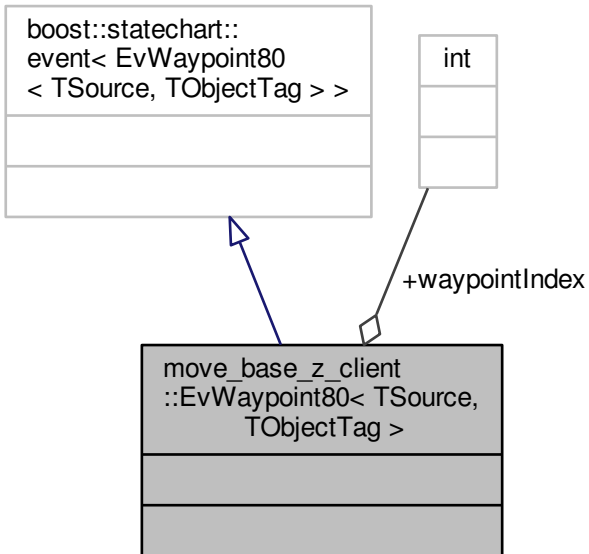 boost::statechart::
event< EvWaypoint80
< TSource, TObjectTag > >
int
+waypointIndex
move_base_z_client
::EvWaypoint80< TSource,
TObjectTag >